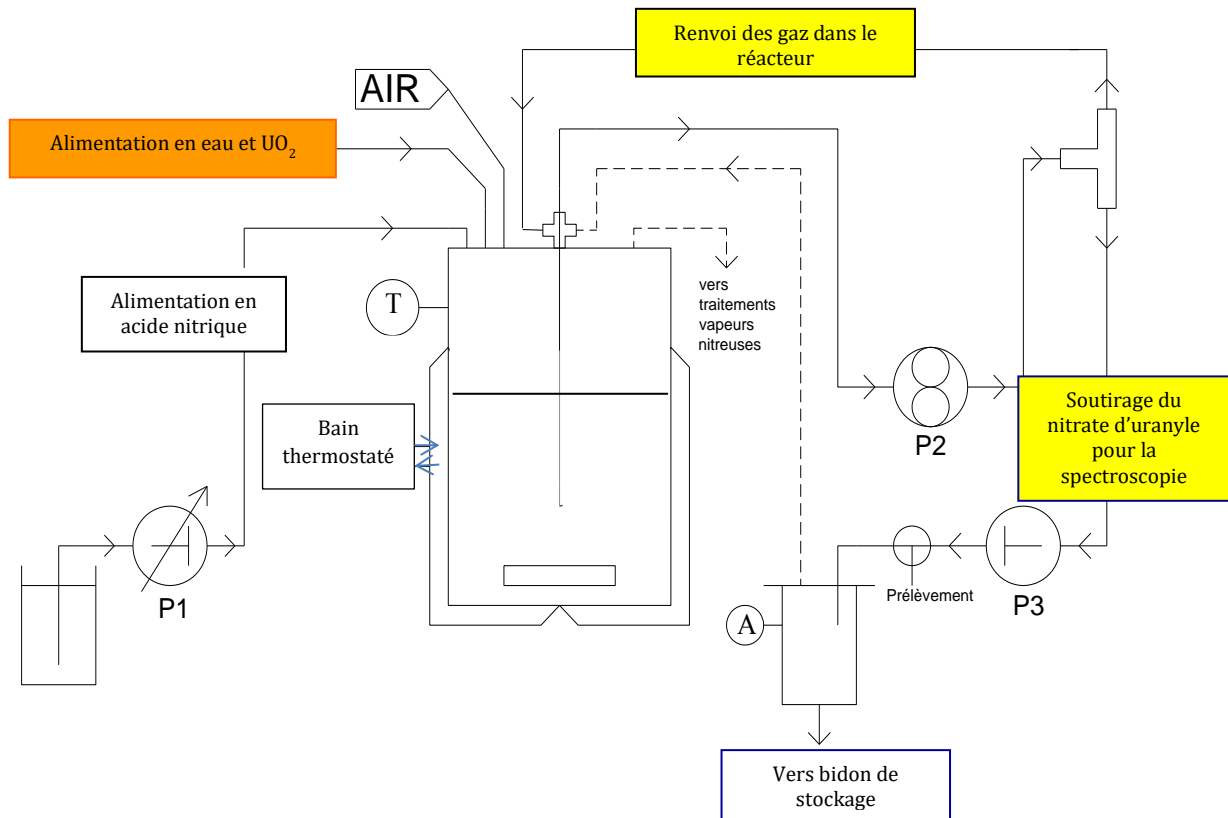 Renvoi des gaz dans le
réacteur
AIR
Alimentation en eau et UO₂
Alimentation en
acide nitrique
T
vers
traitements
vapeurs
nitreuses
Bain
thermostaté
P2
Soutirage du
nitrate d'uranyle
pour la
spectroscopie
P1
Prélèvement
P3
A
Vers bidon de
stockage